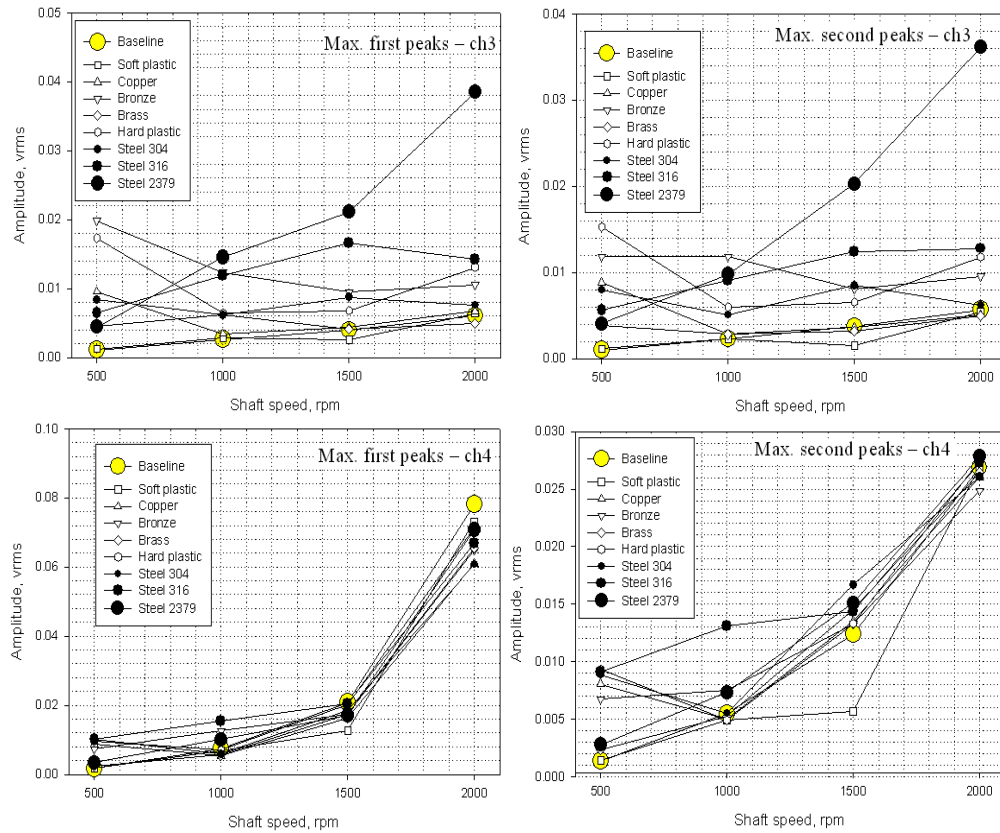 Max. first peaks – ch3
Baseline
Soft plastic
Copper
Bronze
Brass
Hard plastic
Steel 304
Steel 316
Steel 2379
Amplitude, vrms
0.05
0.04
0.03
0.02
0.01
0.00
500 1000 1500 2000
Shaft speed, rpm
Max. second peaks – ch3
Baseline
Soft plastic
Copper
Bronze
Brass
Hard plastic
Steel 304
Steel 316
Steel 2379
Amplitude, vrms
0.04
0.03
0.02
0.01
0.00
500 1000 1500 2000
Shaft speed, rpm
Max. first peaks – ch4
Baseline
Soft plastic
Copper
Bronze
Brass
Hard plastic
Steel 304
Steel 316
Steel 2379
Amplitude, vrms
0.10
0.08
0.06
0.04
0.02
0.00
500 1000 1500 2000
Shaft speed, rpm
Max. second peaks – ch4
Baseline
Soft plastic
Copper
Bronze
Brass
Hard plastic
Steel 304
Steel 316
Steel 2379
Amplitude, vrms
0.030
0.025
0.020
0.015
0.010
0.005
0.000
500 1000 1500 2000
Shaft speed, rpm